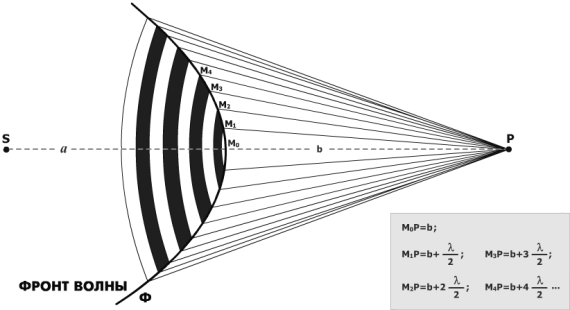 M₄
M₃
M₂
M₁
S
P
M₀
a
b
M₀P=b;
M₁P=b+ λ/2 ; M₃P=b+3 λ/2 ;
M₂P=b+2 λ/2 ; M₄P=b+4 λ/2 ...
ФРОНТ ВОЛНЫ
Ф